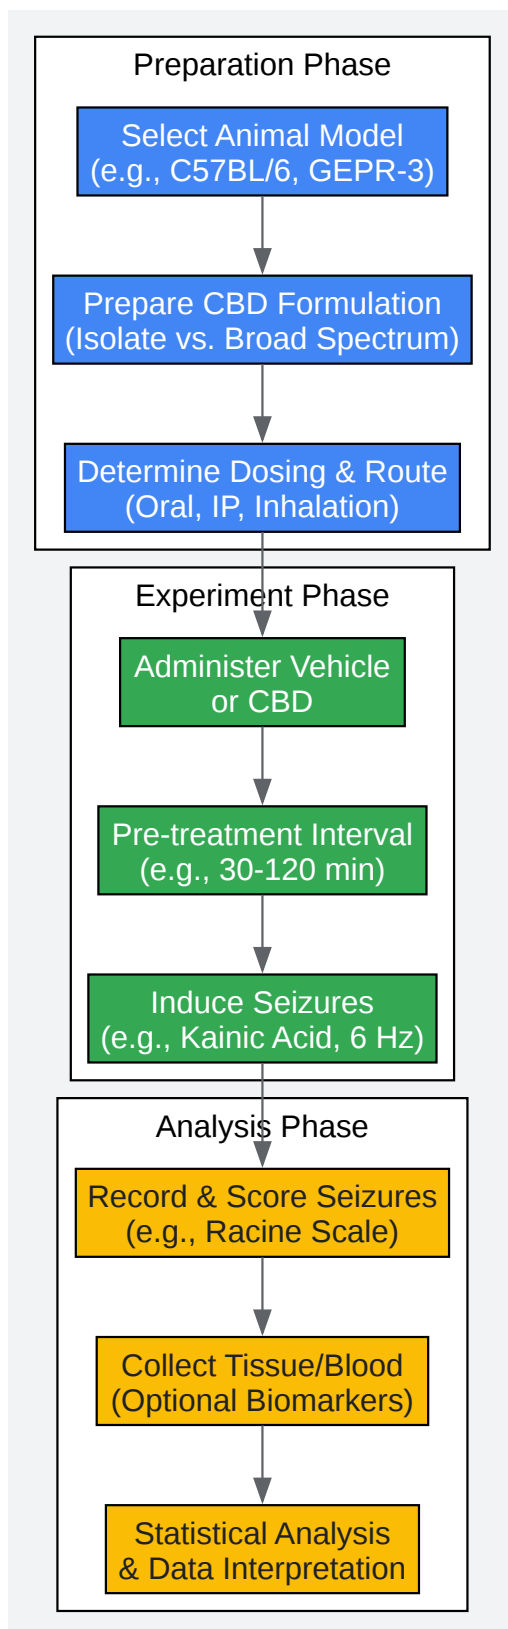 Preparation Phase
Select Animal Model
(e.g., C57BL/6, GEPR-3)
Prepare CBD Formulation
(Isolate vs. Broad Spectrum)
Determine Dosing & Route
(Oral, IP, Inhalation)
Experiment Phase
Administer Vehicle
or CBD
Pre-treatment Interval
(e.g., 30-120 min)
Induce Seizures
(e.g., Kainic Acid, 6 Hz)
Analysis Phase
Record & Score Seizures
(e.g., Racine Scale)
Collect Tissue/Blood
(Optional Biomarkers)
Statistical Analysis
& Data Interpretation